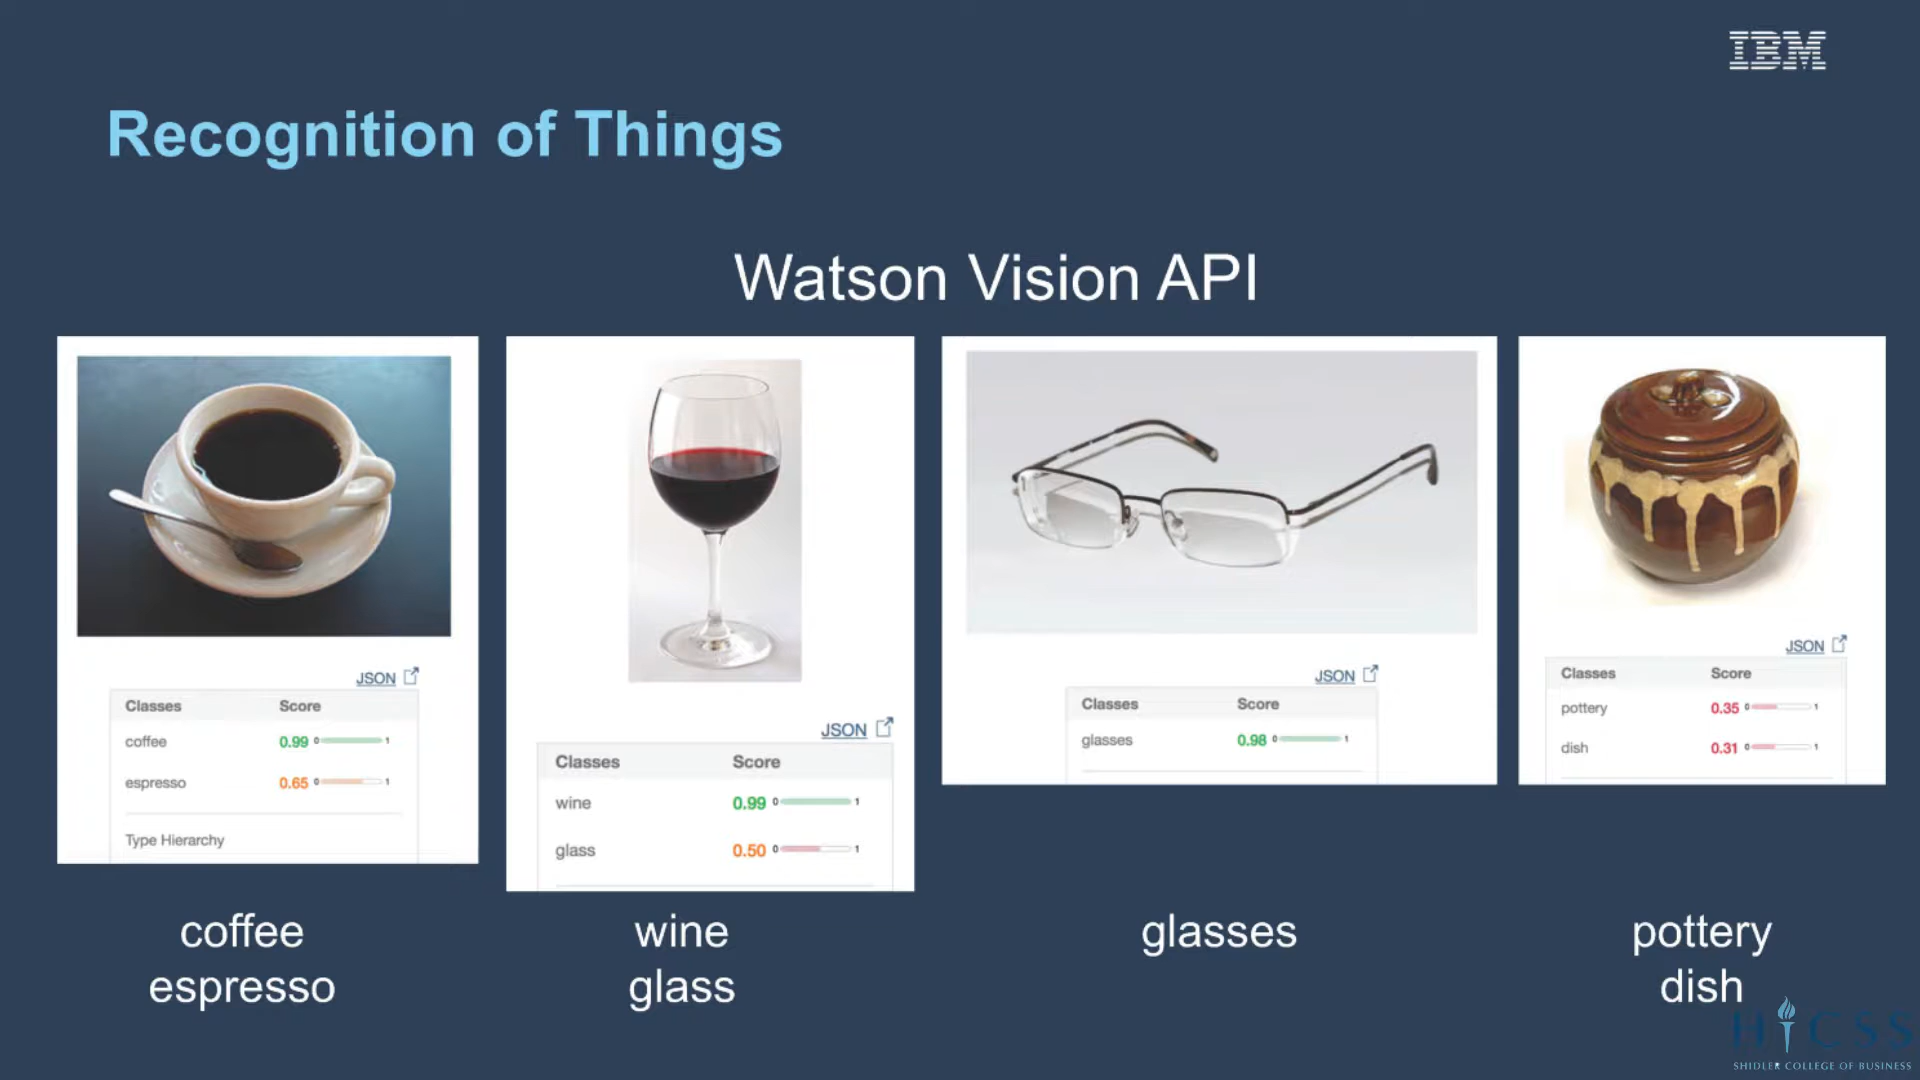 IBM
Recognition of Things
Watson Vision API
JSON
Classes Score
coffee 0.99 0 1
espresso 0.65 0 1
Type Hierarchy
coffee
espresso
JSON
Classes Score
wine 0.99 0 1
glass 0.50 0 1
wine
glass
JSON
Classes Score
glasses 0.98 0 1
glasses
JSON
Classes Score
pottery 0.35 0 1
dish 0.31 0 1
pottery
dish
HICSS
SHIDLER COLLEGE OF BUSINESS